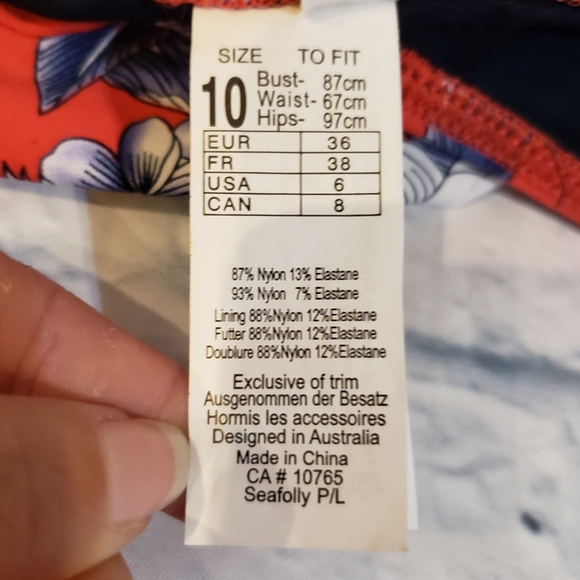 SIZE TO FIT
10 Bust- 87cm
Waist- 67cm
Hips- 97cm
EUR 36
FR 38
USA 6
CAN 8
87% Nylon 13% Elastane
93% Nylon 7% Elastane
Lining 88%Nylon 12%Elastane
Futter 88%Nylon 12%Elastane
Doublure 88%Nylon 12%Elastane
Exclusive of trim
Ausgenommen der Besatz
Hormis les accessoires
Designed in Australia
Made in China
CA # 10765
Seafolly P/L